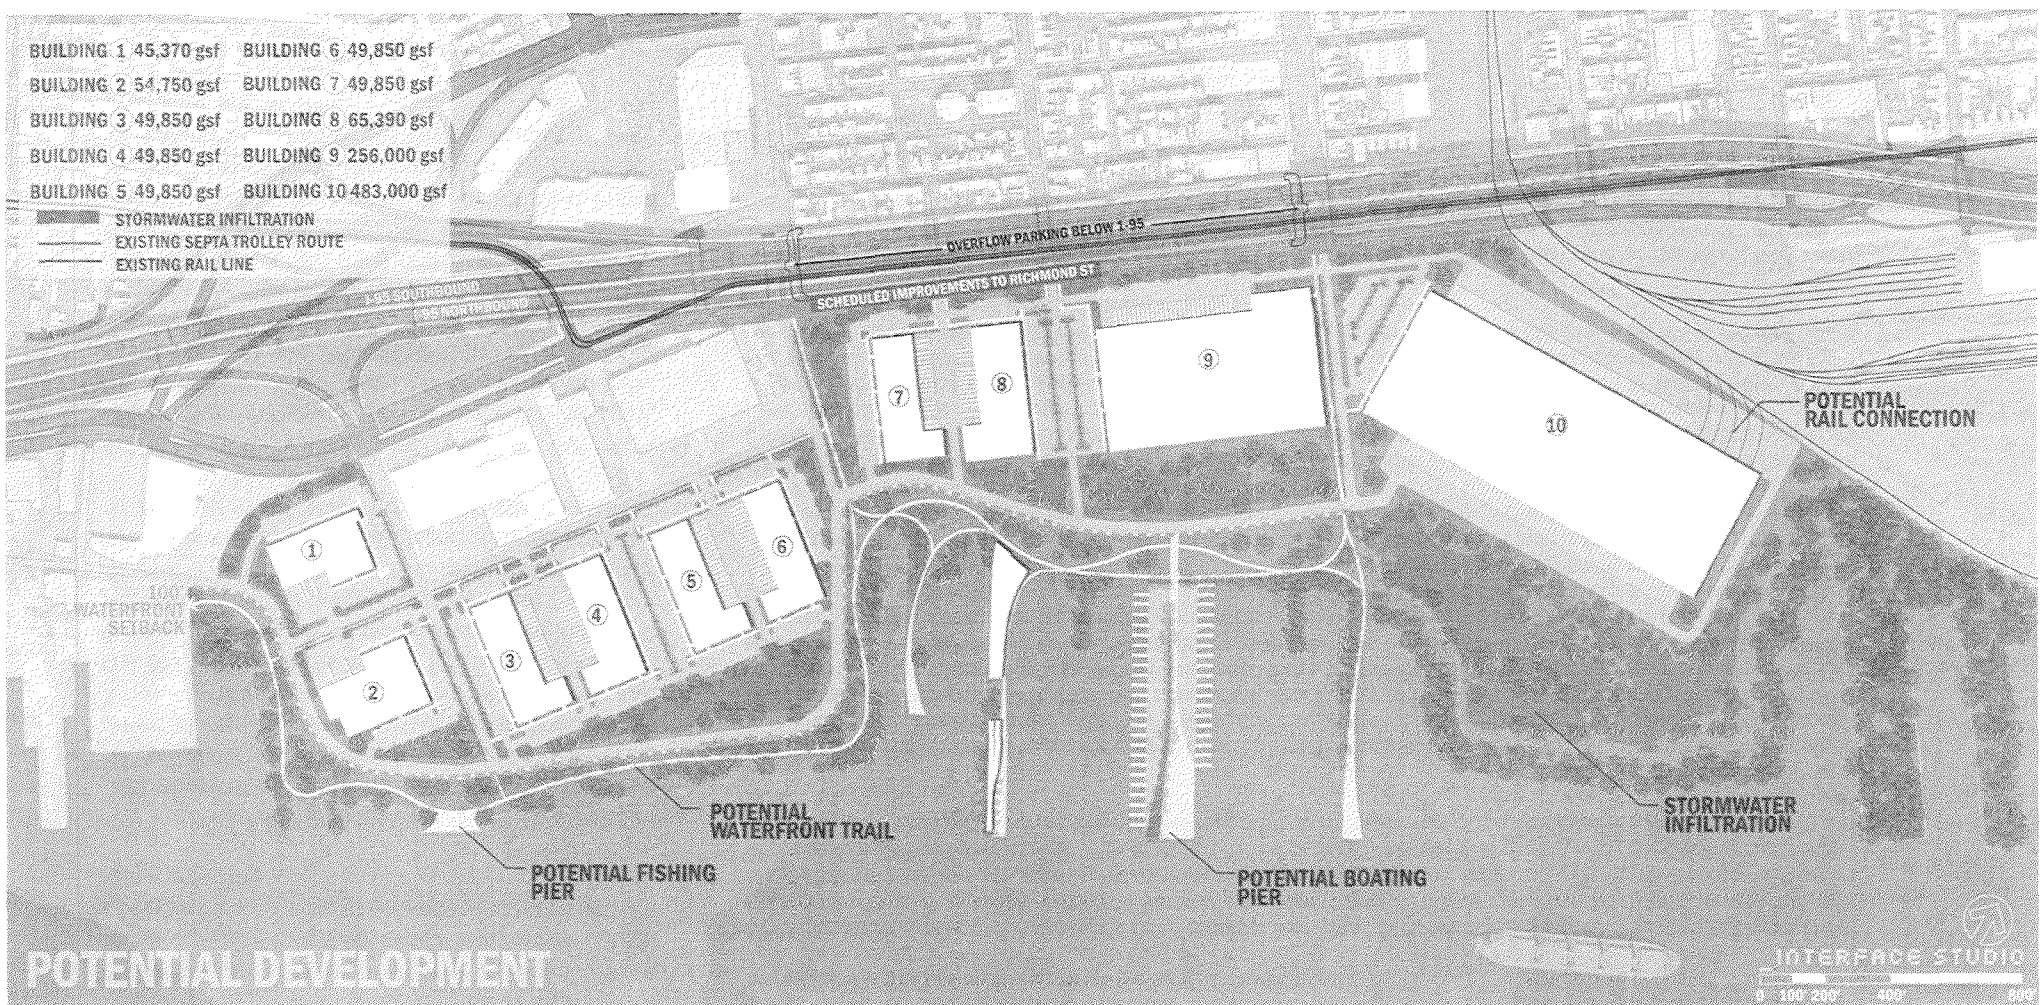 BUILDING 1 45,370 gsf
BUILDING 6 49,850 gsf
BUILDING 2 54,750 gsf
BUILDING 7 49,850 gsf
BUILDING 3 49,850 gsf
BUILDING 8 65,390 gsf
BUILDING 4 49,850 gsf
BUILDING 9 256,000 gsf
BUILDING 5 49,850 gsf
BUILDING 10 483,000 gsf
STORMWATER INFILTRATION
EXISTING SEPTA TROLLEY ROUTE
EXISTING RAIL LINE
OVERFLOW PARKING BELOW I-95
SCHEDULED IMPROVEMENTS TO RICHMOND ST
I-95 SOUTHBOUND
I-95 NORTHBOUND
7
8
9
10
POTENTIAL
RAIL CONNECTION
1
2
3
4
5
6
100
WATERFRONT
SETBACK
POTENTIAL
WATERFRONT TRAIL
STORMWATER
INFILTRATION
POTENTIAL FISHING
PIER
POTENTIAL BOATING
PIER
POTENTIAL DEVELOPMENT
INTERFACE STUDIO
0 100 200 400 800